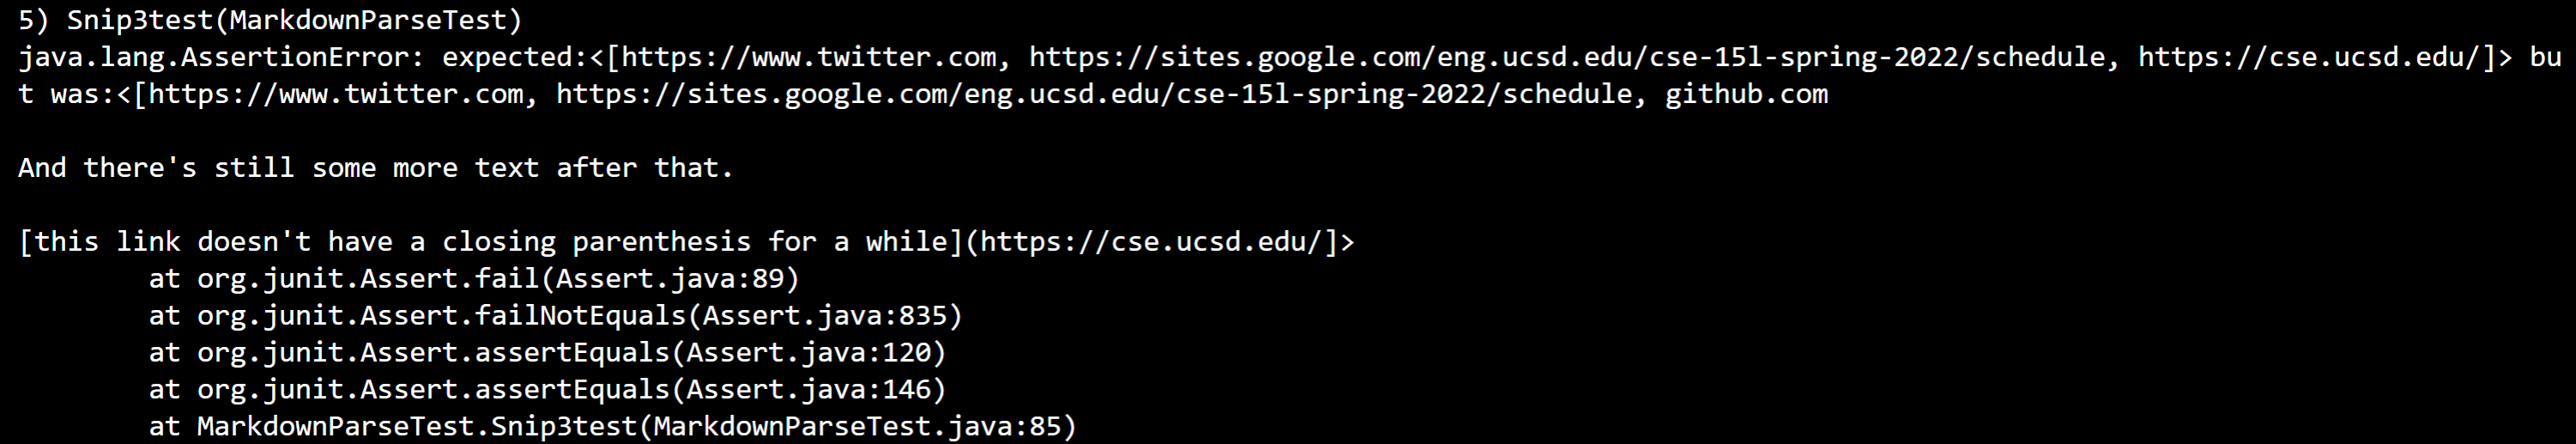 5) Snip3test(MarkdownParseTest)
java.lang.AssertionError: expected:<[https://www.twitter.com, https://sites.google.com/eng.ucsd.edu/cse-15l-spring-2022/schedule, https://cse.ucsd.edu/]> bu
t was:<[https://www.twitter.com, https://sites.google.com/eng.ucsd.edu/cse-15l-spring-2022/schedule, github.com
And there's still some more text after that.
[this link doesn't have a closing parenthesis for a while](https://cse.ucsd.edu/]>
at org.junit.Assert.fail(Assert.java:89)
at org.junit.Assert.failNotEquals(Assert.java:835)
at org.junit.Assert.assertEquals(Assert.java:120)
at org.junit.Assert.assertEquals(Assert.java:146)
at MarkdownParseTest.Snip3test(MarkdownParseTest.java:85)